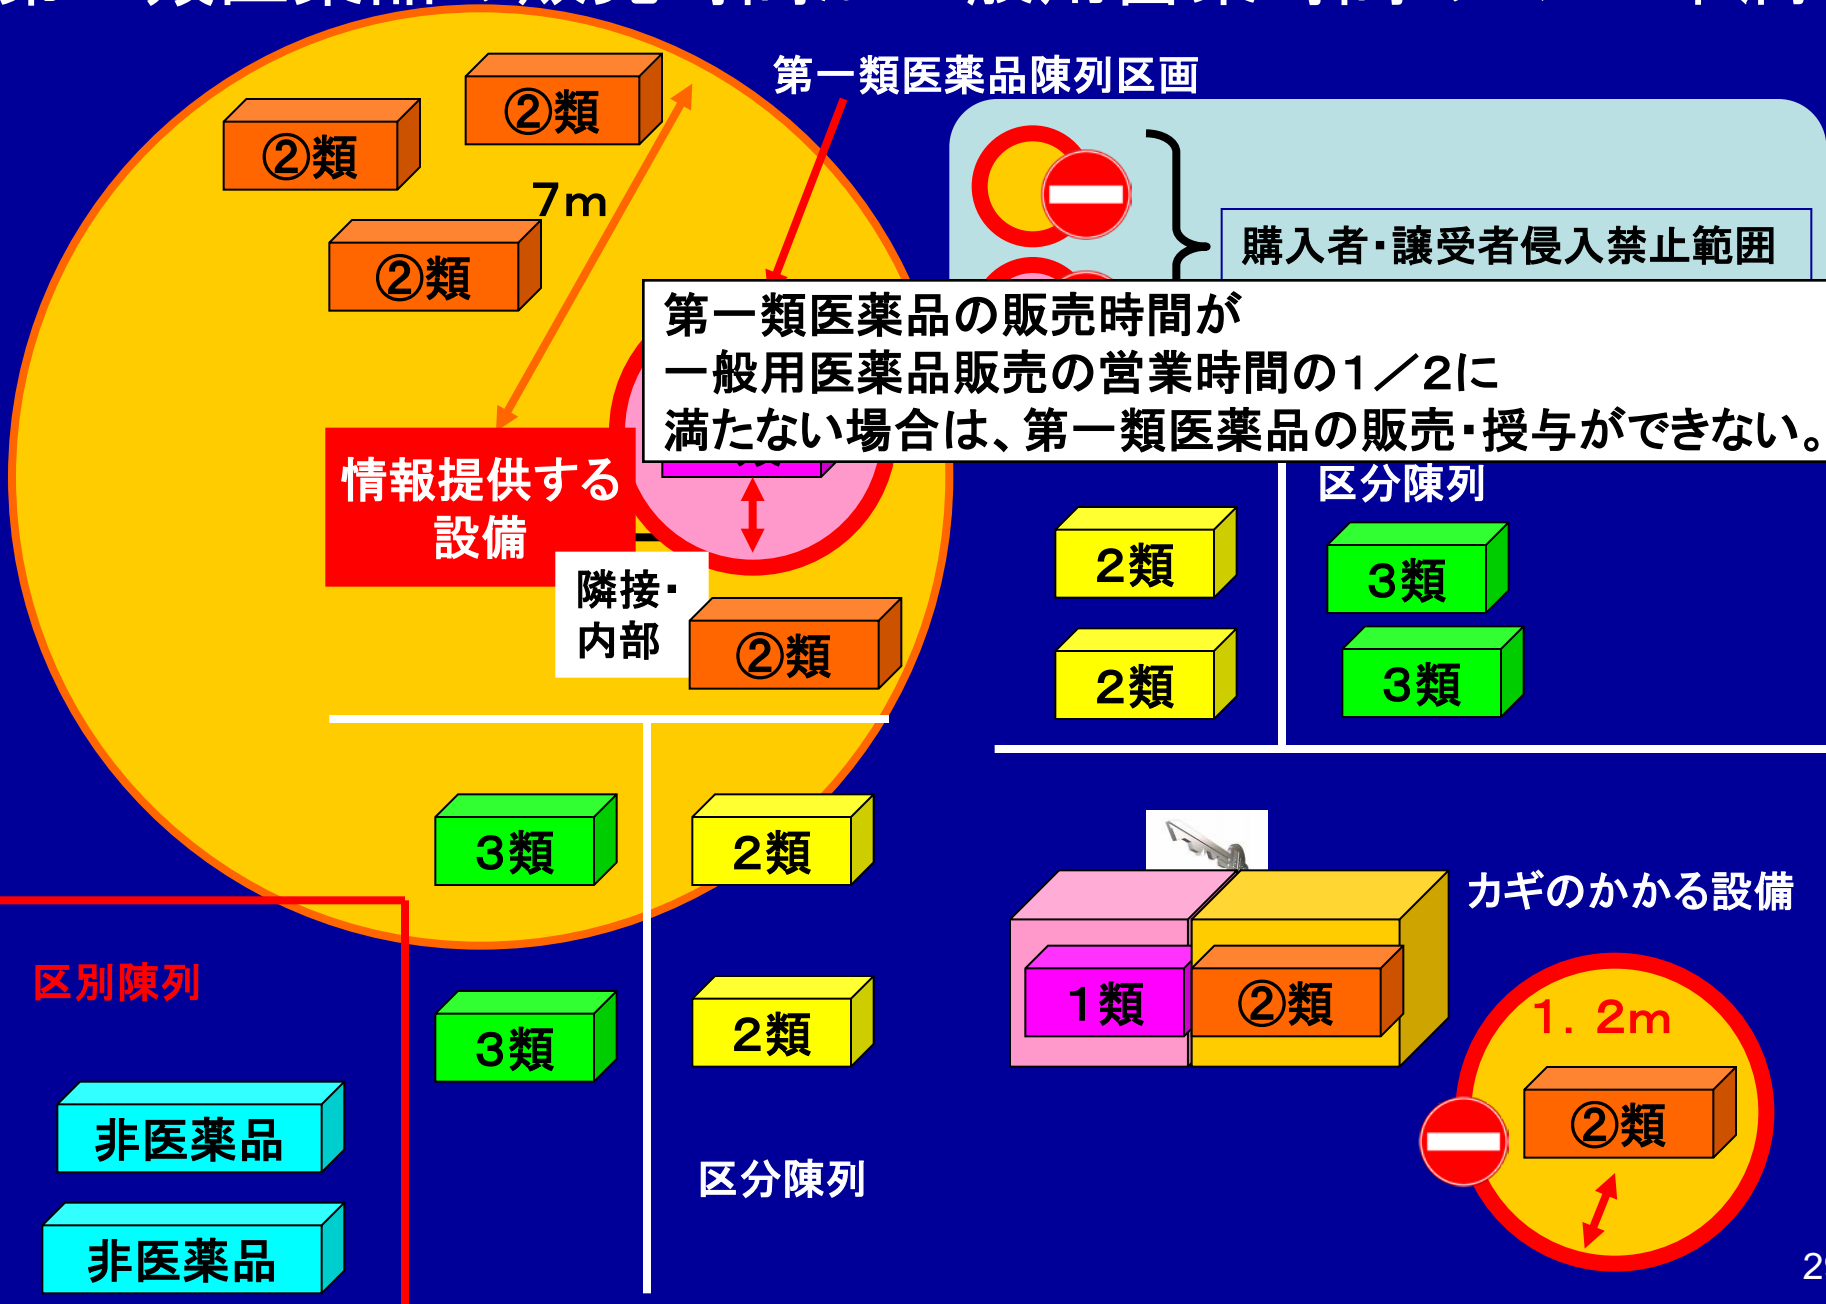 第一類医薬品陳列区画
②類
②類
7m
②類
購入者・譲受者侵入禁止範囲
第一類医薬品の販売時間が
一般用医薬品販売の営業時間の1/2に
満たない場合は、第一類医薬品の販売・授与ができない。
情報提供する
設備
隣接・
内部
②類
区分陳列
2類
3類
2類
3類
3類
2類
カギのかかる設備
区別陳列
3類
2類
1類
②類
1.2m
②類
非医薬品
区分陳列
非医薬品